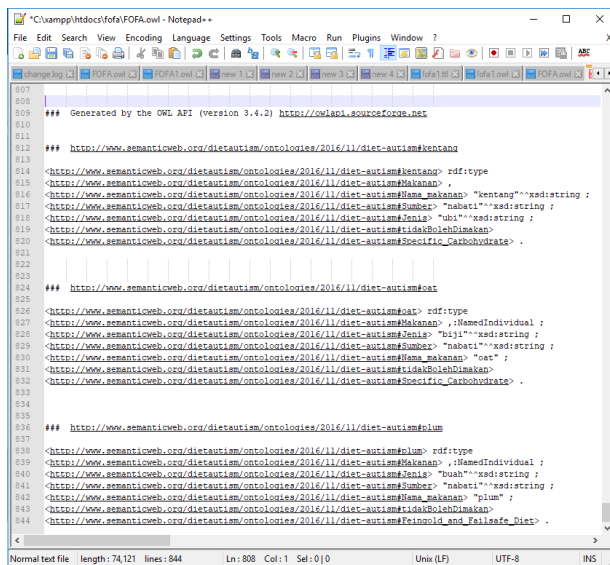 *C:\xampp\htdocs\fofa\FOFA.owl - Notepad++
File Edit Search View Encoding Language Settings Tools Macro Run Plugins Window ? X
change.log FOFA.owl FOFA1.owl new 1 new 2 new 3 new 4 fofa1.ttl fofa1.owl FOFA.owl
807
808
809 ### Generated by the OWL API (version 3.4.2) http://owlapi.sourceforge.net
810
811
812 ### http://www.semanticweb.org/dietautism/ontologies/2016/11/diet-autism#kentang
813
814 <http://www.semanticweb.org/dietautism/ontologies/2016/11/diet-autism#kentang> rdf:type
815 <http://www.semanticweb.org/dietautism/ontologies/2016/11/diet-autism#Makanan> ,
816 <http://www.semanticweb.org/dietautism/ontologies/2016/11/diet-autism#Nama_makanan> "kentang"^^xsd:string ;
817 <http://www.semanticweb.org/dietautism/ontologies/2016/11/diet-autism#Sumber> "nabati"^^xsd:string ;
818 <http://www.semanticweb.org/dietautism/ontologies/2016/11/diet-autism#Jenis> "ubi"^^xsd:string ;
819 <http://www.semanticweb.org/dietautism/ontologies/2016/11/diet-autism#tidakBolehDimakan>
820 <http://www.semanticweb.org/dietautism/ontologies/2016/11/diet-autism#Specific_Carbohydrate> .
821
822
823
824 ### http://www.semanticweb.org/dietautism/ontologies/2016/11/diet-autism#oat
825
826 <http://www.semanticweb.org/dietautism/ontologies/2016/11/diet-autism#oat> rdf:type
827 <http://www.semanticweb.org/dietautism/ontologies/2016/11/diet-autism#Makanan> ,:NamedIndividual ;
828 <http://www.semanticweb.org/dietautism/ontologies/2016/11/diet-autism#Jenis> "biji"^^xsd:string ;
829 <http://www.semanticweb.org/dietautism/ontologies/2016/11/diet-autism#Sumber> "nabati"^^xsd:string ;
830 <http://www.semanticweb.org/dietautism/ontologies/2016/11/diet-autism#Nama_makanan> "oat" ;
831 <http://www.semanticweb.org/dietautism/ontologies/2016/11/diet-autism#tidakBolehDimakan>
832 <http://www.semanticweb.org/dietautism/ontologies/2016/11/diet-autism#Specific_Carbohydrate> .
833
834
835
836 ### http://www.semanticweb.org/dietautism/ontologies/2016/11/diet-autism#plum
837
838 <http://www.semanticweb.org/dietautism/ontologies/2016/11/diet-autism#plum> rdf:type
839 <http://www.semanticweb.org/dietautism/ontologies/2016/11/diet-autism#Makanan> ,:NamedIndividual ;
840 <http://www.semanticweb.org/dietautism/ontologies/2016/11/diet-autism#Jenis> "buah"^^xsd:string ;
841 <http://www.semanticweb.org/dietautism/ontologies/2016/11/diet-autism#Sumber> "nabati"^^xsd:string ;
842 <http://www.semanticweb.org/dietautism/ontologies/2016/11/diet-autism#Nama_makanan> "plum" ;
843 <http://www.semanticweb.org/dietautism/ontologies/2016/11/diet-autism#tidakBolehDimakan>
844 <http://www.semanticweb.org/dietautism/ontologies/2016/11/diet-autism#Feingold_and_Failsafe_Diet> .
Normal text file length : 74,121 lines : 844 Ln : 808 Col : 1 Sel : 0 | 0 Unix (LF) UTF-8 INS